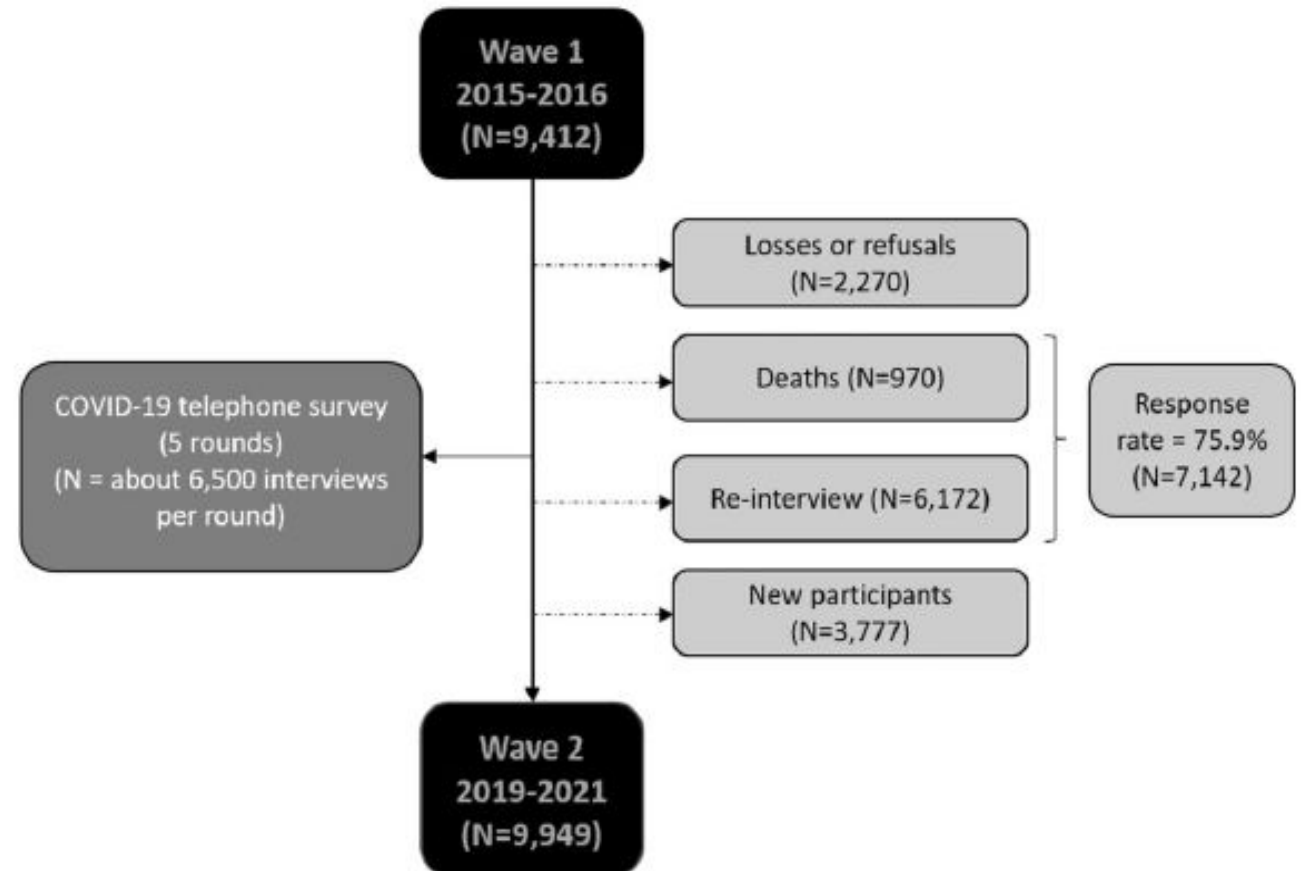 Wave 1
2015-2016
(N=9,412)
Losses or refusals
(N=2,270)
Deaths (N=970)
Re-interview (N=6,172)
Response
rate = 75.9%
(N=7,142)
COVID-19 telephone survey
(5 rounds)
(N = about 6,500 interviews
per round)
New participants
(N=3,777)
Wave 2
2019-2021
(N=9,949)